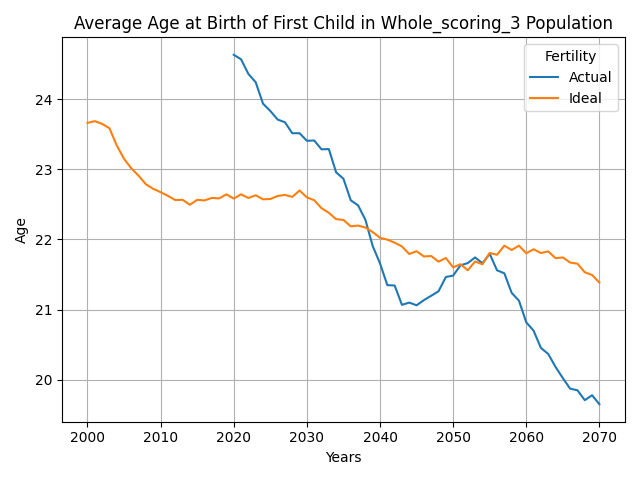 Average Age at Birth of First Child in Whole_scoring_3 Population
Fertility
Actual
Ideal
Age
24
23
22
21
20
2000 2010 2020 2030 2040 2050 2060 2070
Years